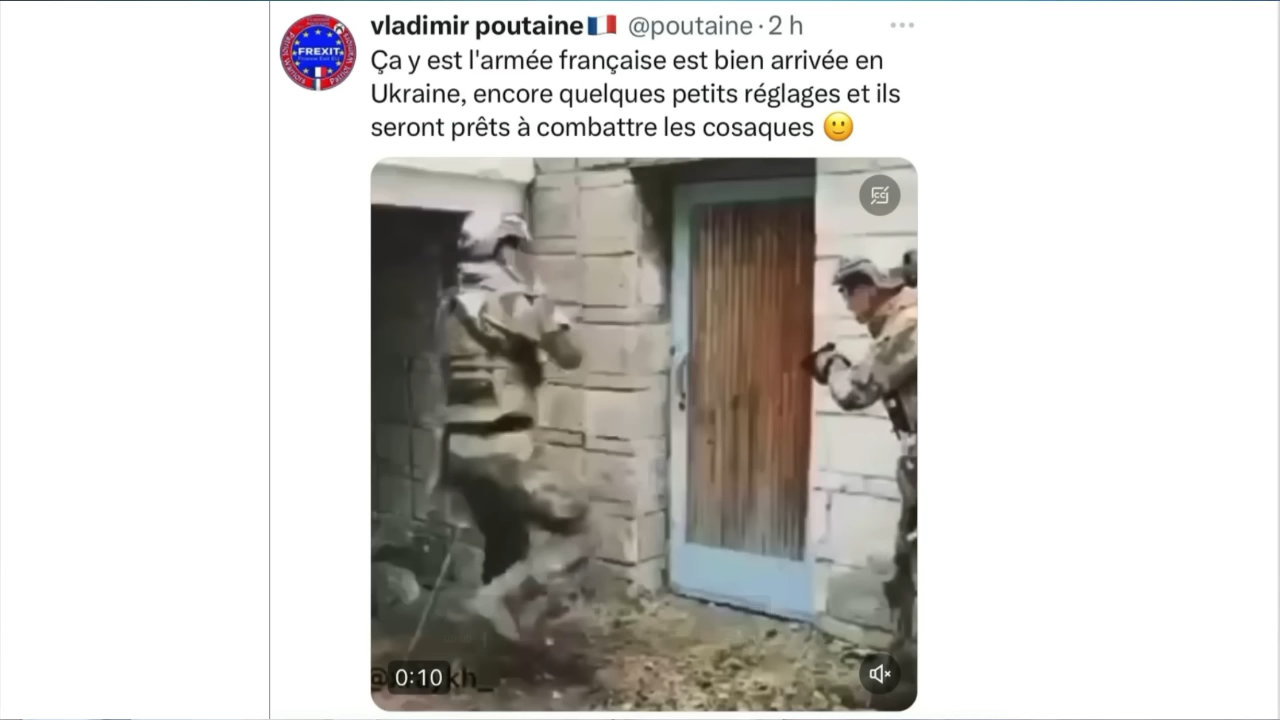 vladimir poutaine🇫🇷 @poutaine · 2 h
Ça y est l'armée française est bien arrivée en
Ukraine, encore quelques petits réglages et ils
seront prêts à combattre les cosaques 🙂
FREXIT
0:10